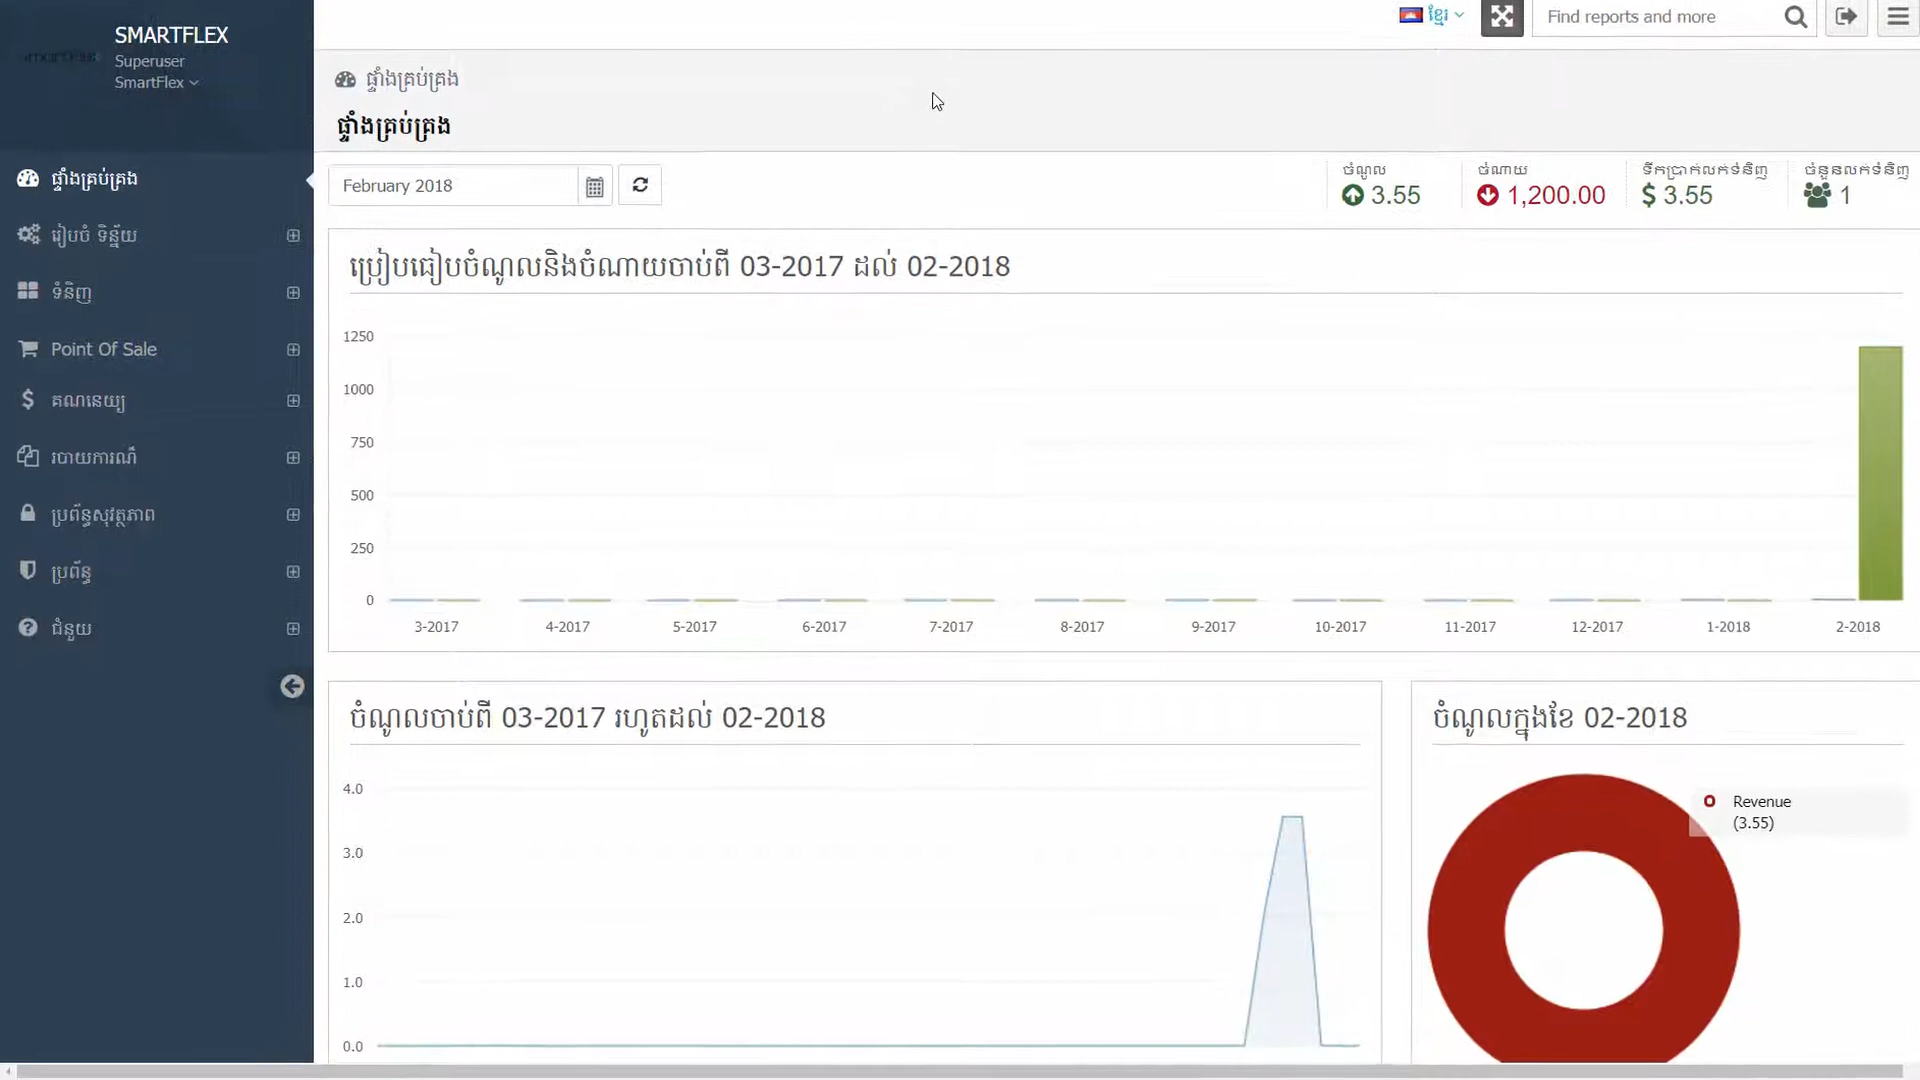 SMARTFLEX
Superuser
SmartFlex
ផ្ទាំងគ្រប់គ្រង
រៀបចំ ទិន្ន័យ
ទំនិញ
Point Of Sale
គណនេយ្យ
របាយការណ៏
ប្រព័ន្ធសុវត្ថភាព
ប្រព័ន្ធ
ជំនួយ
ខ្មែរ
Find reports and more
ផ្ទាំងគ្រប់គ្រង
ផ្ទាំងគ្រប់គ្រង
February 2018
ចំណូល
3.55
ចំណាយ
1,200.00
ទឹកប្រាក់លក់ទំនិញ
$ 3.55
ចំនួនលក់ទំនិញ
1
ប្រៀបធៀបចំណូលនិងចំណាយចាប់ពី 03-2017 ដល់ 02-2018
1250
1000
750
500
250
0
3-2017 4-2017 5-2017 6-2017 7-2017 8-2017 9-2017 10-2017 11-2017 12-2017 1-2018 2-2018
ចំណូលចាប់ពី 03-2017 រហូតដល់ 02-2018
4.0
3.0
2.0
1.0
0.0
ចំណូលក្នុងខែ 02-2018
Revenue
(3.55)